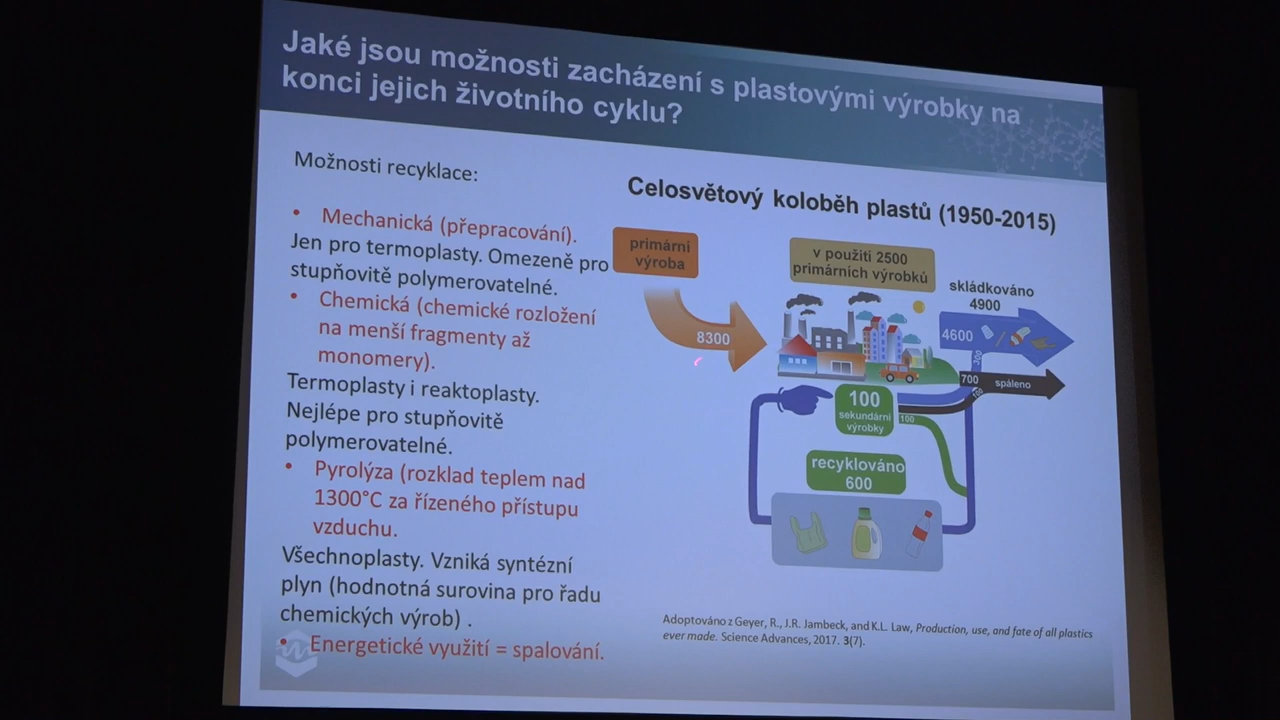 Jaké jsou možnosti zacházení s plastovými výrobky na
konci jejich životního cyklu?
Možnosti recyklace:
• Mechanická (přepracování).
Jen pro termoplasty. Omezeně pro
stupňovitě polymerovatelné.
• Chemická (chemické rozložení
na menší fragmenty až
monomery).
Termoplasty i reaktoplasty.
Nejlépe pro stupňovitě
polymerovatelné.
• Pyrolýza (rozklad teplem nad
1300°C za řízeného přístupu
vzduchu.
Všechnoplasty. Vzniká syntézní
plyn (hodnotná surovina pro řadu
chemických výrob) .
• Energetické využití = spalování.
Celosvětový koloběh plastů (1950-2015)
primární
výroba
8300
v použití 2500
primárních výrobků
skládkováno
4900
4600
300
700
spáleno
100
100
sekundární
výrobky
100
recyklováno
600
Adoptováno z Geyer, R., J.R. Jambeck, and K.L. Law, Production, use, and fate of all plastics
ever made. Science Advances, 2017. 3(7).